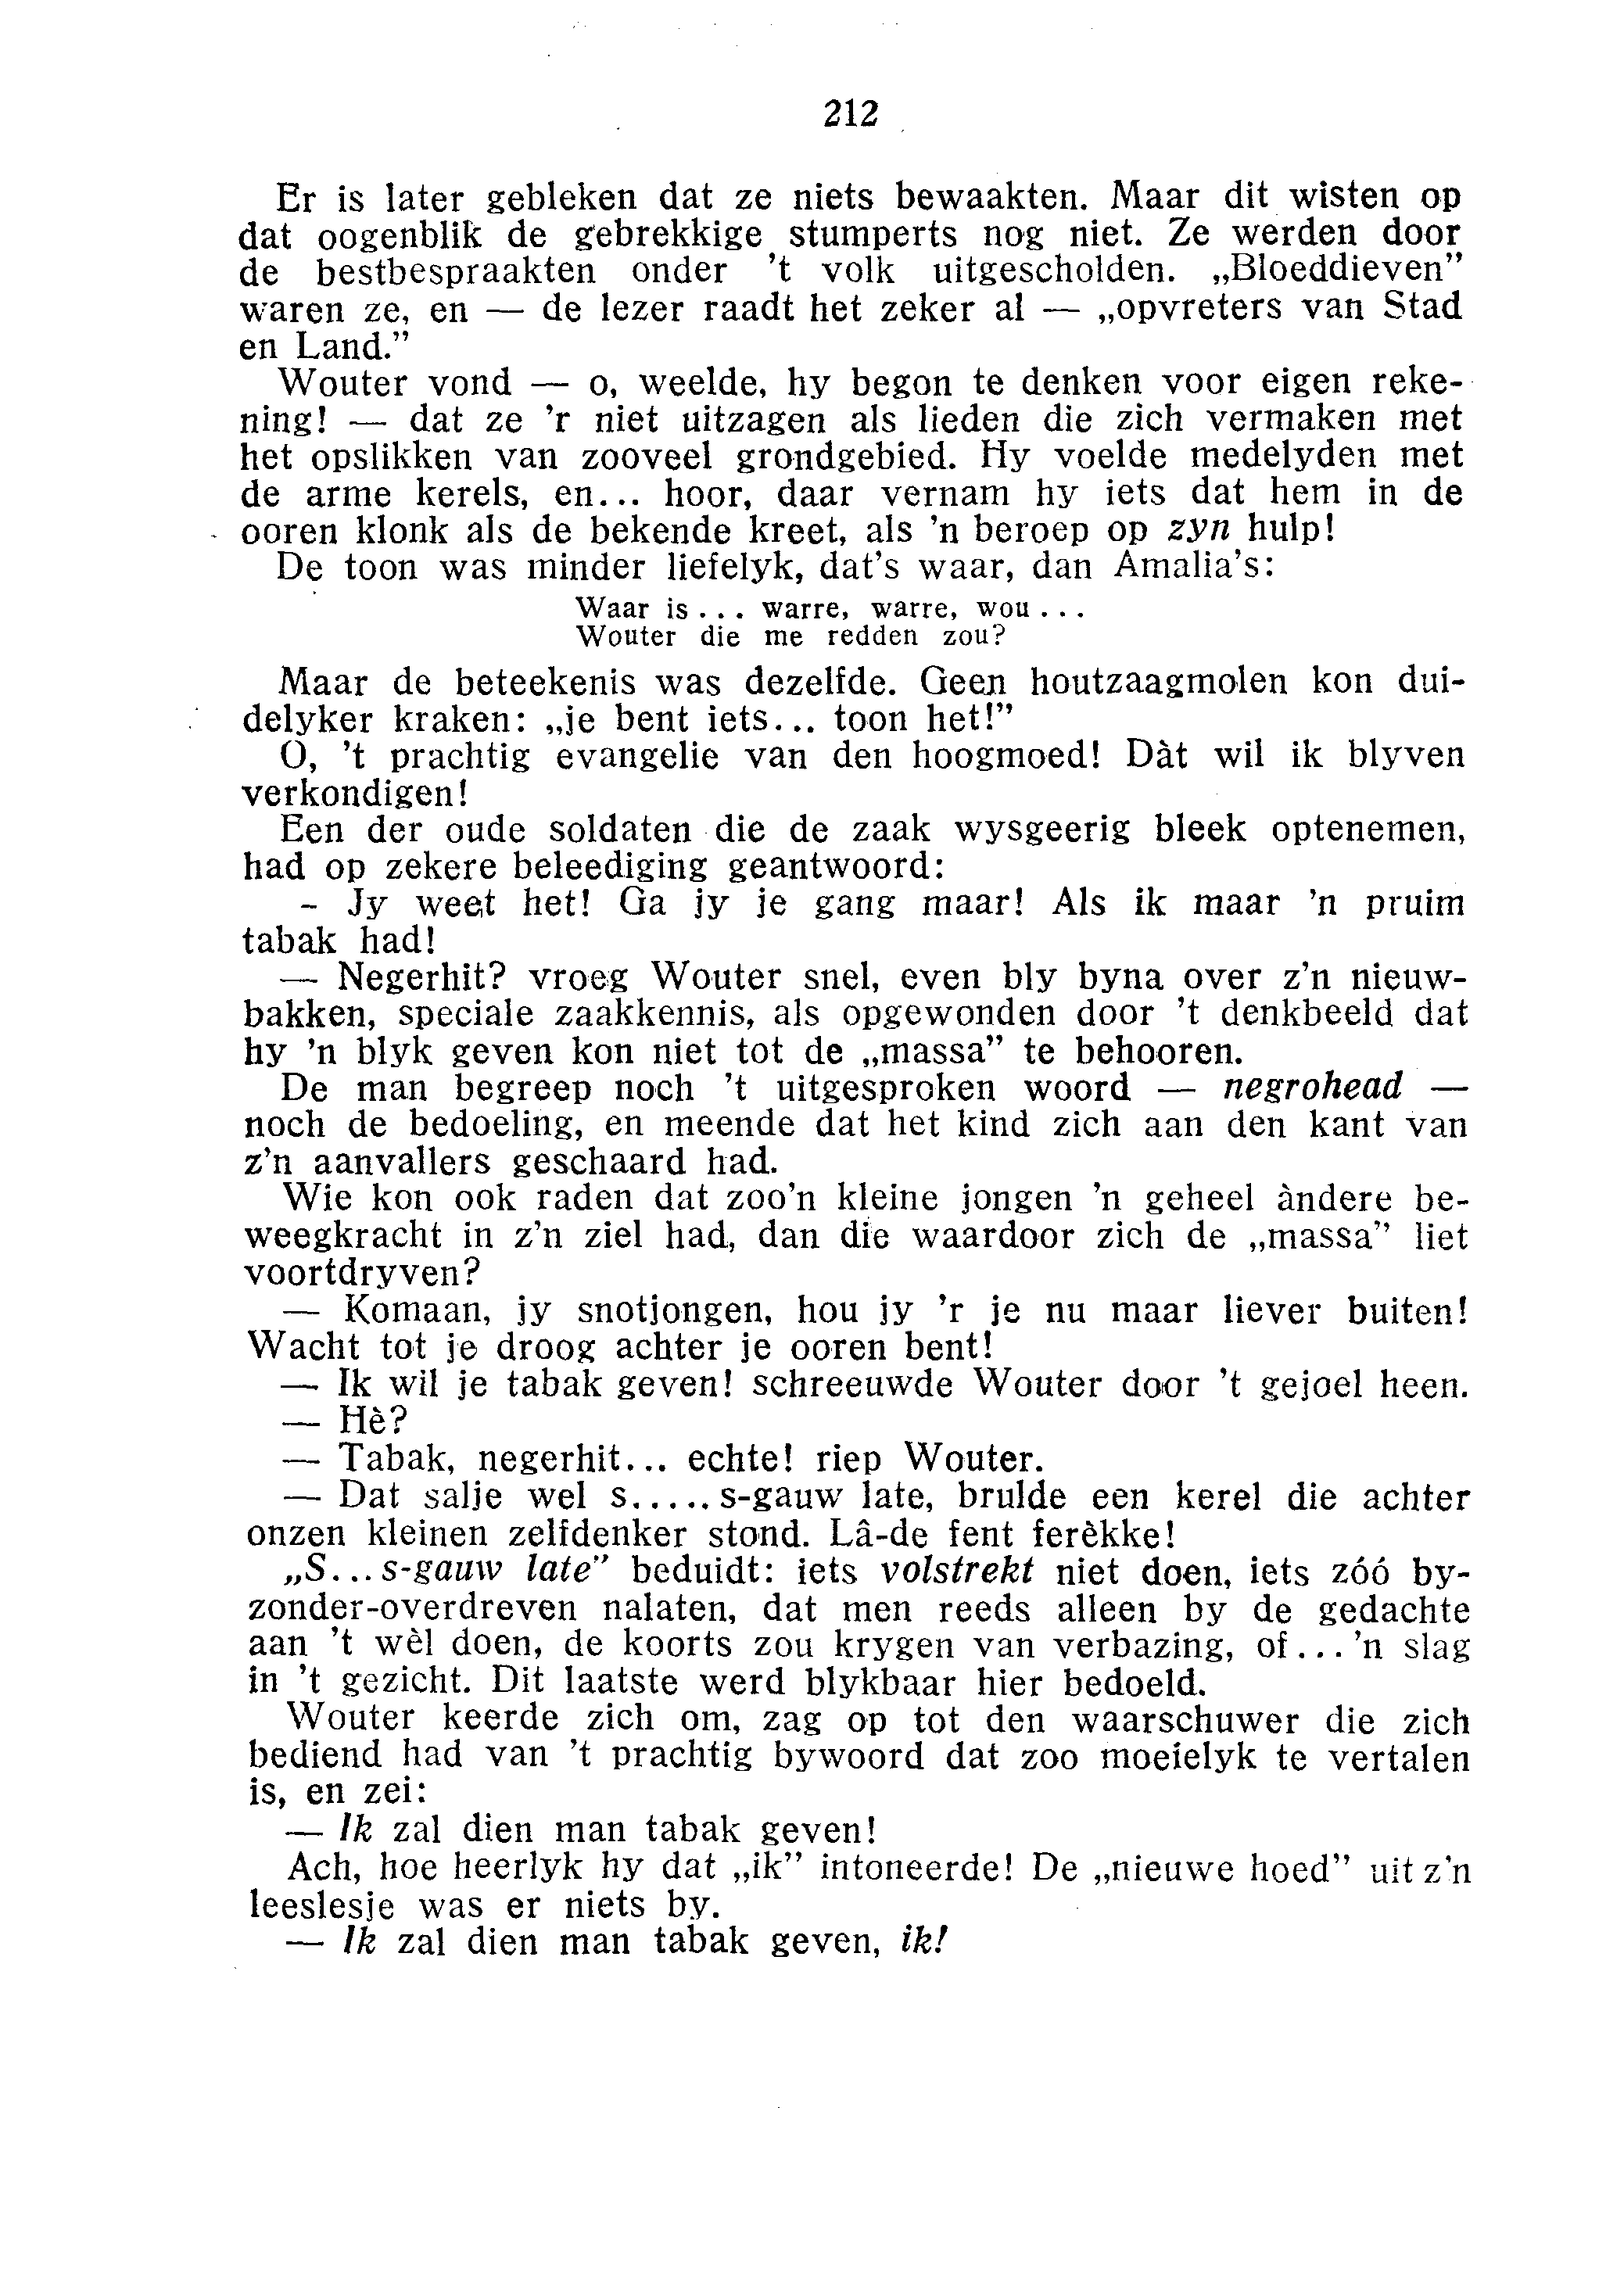 212
Er is later gebleken dat ze niets bewaakten. Maar dit wisten op
dat oogenblik de gebrekkige stumperts nog niet. Ze werden door
de bestbespraakten onder 't volk uitgescholden. „Bloeddieven”
waren ze, en — de lezer raadt het zeker al — „opvreters van Stad
en Land.”
Wouter vond — o, weelde, hy begon te denken voor eigen reke-
ning! — dat ze 'r niet uitzagen als lieden die zich vermaken met
het opslikken van zooveel grondgebied. Hy voelde medelyden met
de arme kerels, en... hoor, daar vernam hy iets dat hem in de
ooren klonk als de bekende kreet, als 'n beroep op zyn hulp!
De toon was minder liefelyk, dat's waar, dan Amalia's:
Waar is... warre, warre, wou...
Wouter die me redden zou?
Maar de beteekenis was dezelfde. Geen houtzaagmolen kon dui-
delyker kraken: „je bent iets... toon het!”
O, 't prachtig evangelie van den hoogmoed! Dàt wil ik blyven
verkondigen!
Een der oude soldaten die de zaak wysgeerig bleek optenemen,
had op zekere beleediging geantwoord:
- Jy weet het! Ga jy je gang maar! Als ik maar 'n pruim
tabak had!
— Negerhit? vroeg Wouter snel, even bly byna over z'n nieuw-
bakken, speciale zaakkennis, als opgewonden door 't denkbeeld dat
hy 'n blyk geven kon niet tot de „massa” te behooren.
De man begreep noch 't uitgesproken woord — negrohead —
noch de bedoeling, en meende dat het kind zich aan den kant van
z'n aanvallers geschaard had.
Wie kon ook raden dat zoo'n kleine jongen 'n geheel àndere be-
weegkracht in z'n ziel had, dan die waardoor zich de „massa” liet
voortdryven?
— Komaan, jy snotjongen, hou jy 'r je nu maar liever buiten!
Wacht tot je droog achter je ooren bent!
— Ik wil je tabak geven! schreeuwde Wouter door 't gejoel heen.
— Hè?
— Tabak, negerhit... echte! riep Wouter.
— Dat salje wel s.....s-gauw late, brulde een kerel die achter
onzen kleinen zelfdenker stond. Lâ-de fent ferèkke!
„S...s-gauw late” beduidt: iets volstrekt niet doen, iets zóó by-
zonder-overdreven nalaten, dat men reeds alleen by de gedachte
aan 't wèl doen, de koorts zou krygen van verbazing, of...'n slag
in 't gezicht. Dit laatste werd blykbaar hier bedoeld.
Wouter keerde zich om, zag op tot den waarschuwer die zich
bediend had van 't prachtig bywoord dat zoo moeielyk te vertalen
is, en zei:
— Ik zal dien man tabak geven!
Ach, hoe heerlyk hy dat „ik” intoneerde! De „nieuwe hoed” uit z'n
leeslesje was er niets by.
— Ik zal dien man tabak geven, ik!